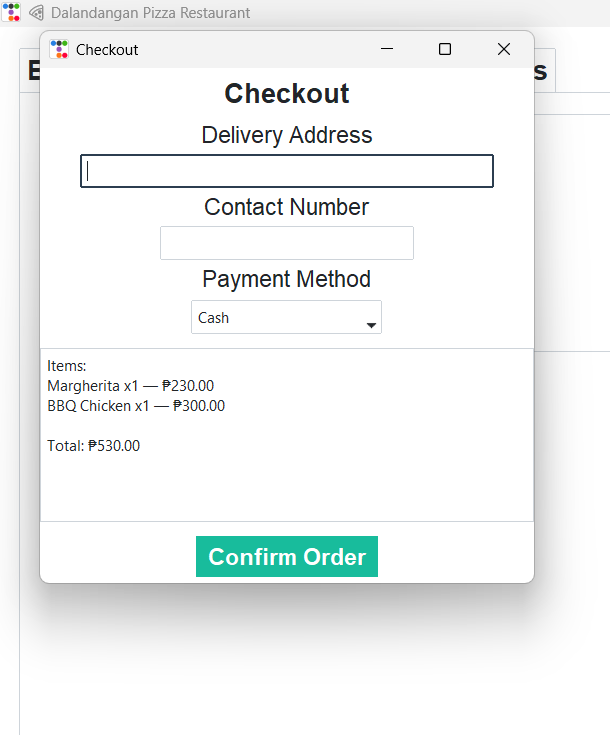 Dalandangan Pizza Restaurant
Checkout
Checkout
Delivery Address
Contact Number
Payment Method
Cash
Items:
Margherita x1 — ₱230.00
BBQ Chicken x1 — ₱300.00
Total: ₱530.00
Confirm Order